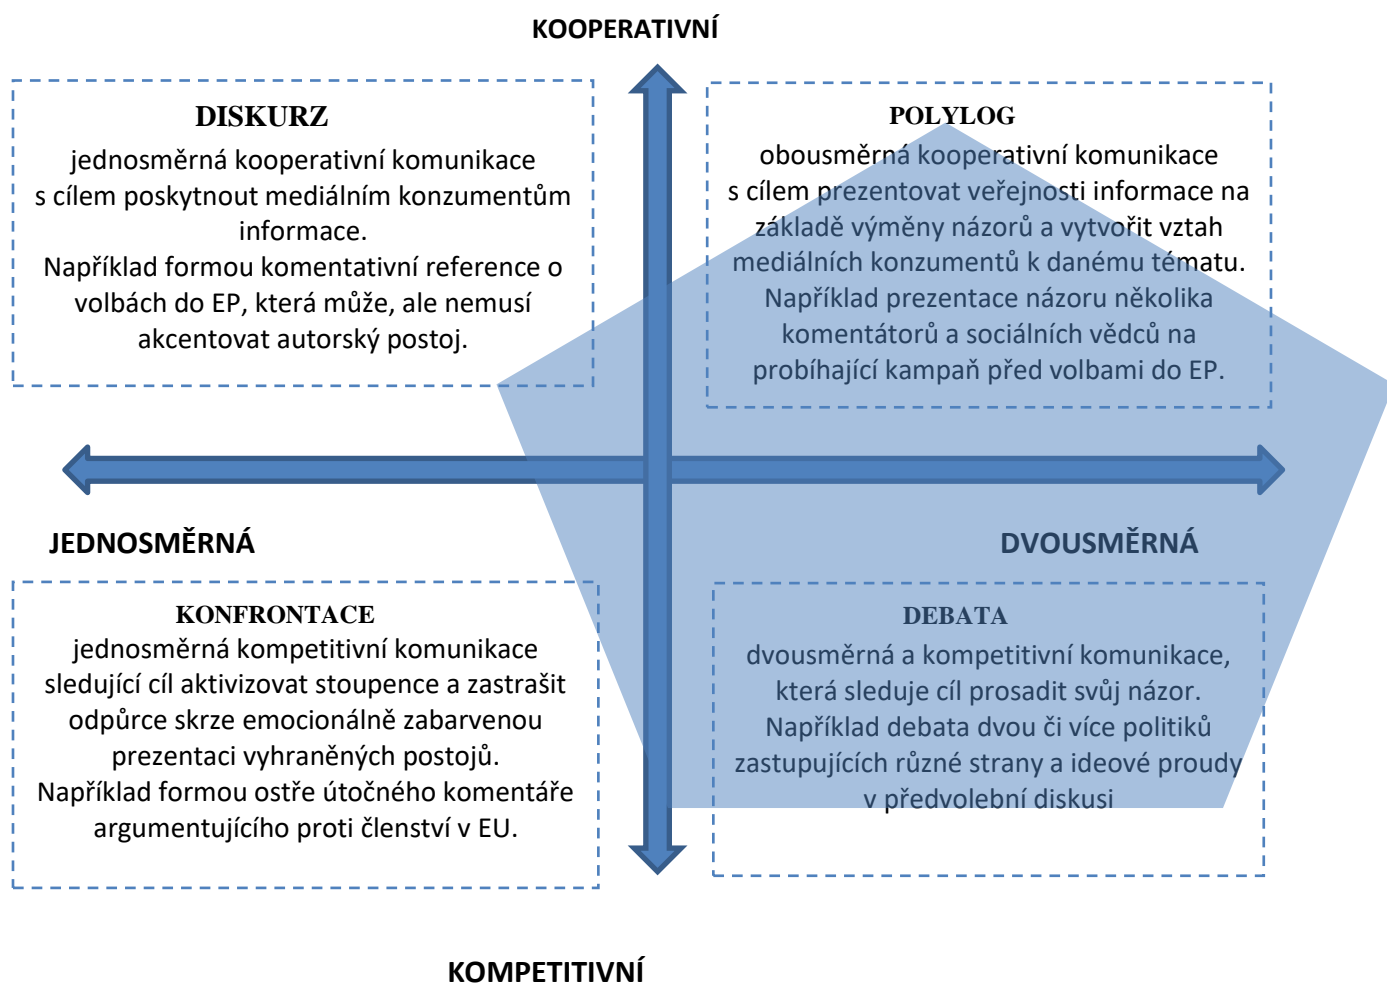 KOOPERATIVNÍ
DISKURZ
jednosměrná kooperativní komunikace
s cílem poskytnout mediálním konzumentům
informace.
Například formou komentativní reference o
volbách do EP, která může, ale nemusí
akcentovat autorský postoj.
POLYLOG
obousměrná kooperativní komunikace
s cílem prezentovat veřejnosti informace na
základě výměny názorů a vytvořit vztah
mediálních konzumentů k danému tématu.
Například prezentace názoru několika
komentátorů a sociálních vědců na
probíhající kampaň před volbami do EP.
JEDNOSMĚRNÁ
DVOUSMĚRNÁ
KONFRONTACE
jednosměrná kompetitivní komunikace
sledující cíl aktivizovat stoupence a zastrašit
odpůrce skrze emocionálně zabarvenou
prezentaci vyhraněných postojů.
Například formou ostře útočného komentáře
argumentujícího proti členství v EU.
DEBATA
dvousměrná a kompetitivní komunikace,
která sleduje cíl prosadit svůj názor.
Například debata dvou či více politiků
zastupujících různé strany a ideové proudy
v předvolební diskusi
KOMPETITIVNÍ